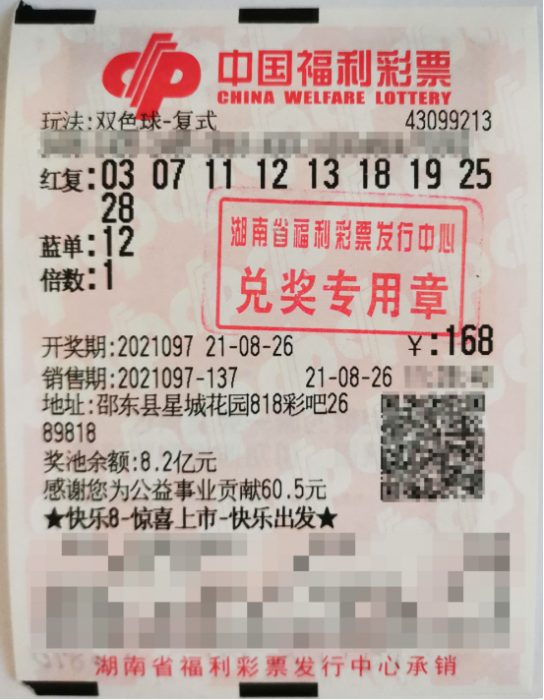 中国福利彩票
CHINA WELFARE LOTTERY
玩法:双色球-复式 43099213
红复:03 07 11 12 13 18 19 25
28
蓝单:12
倍数:1
湖南省福利彩票发行中心
兑奖专用章
开奖期:2021097 21-08-26 ¥:168
销售期:2021097-137 21-08-26
地址:邵东县星城花园818彩吧26
89818
奖池余额:8.2亿元
感谢您为公益事业贡献60.5元
★快乐8-惊喜上市-快乐出发★
湖南省福利彩票发行中心承销